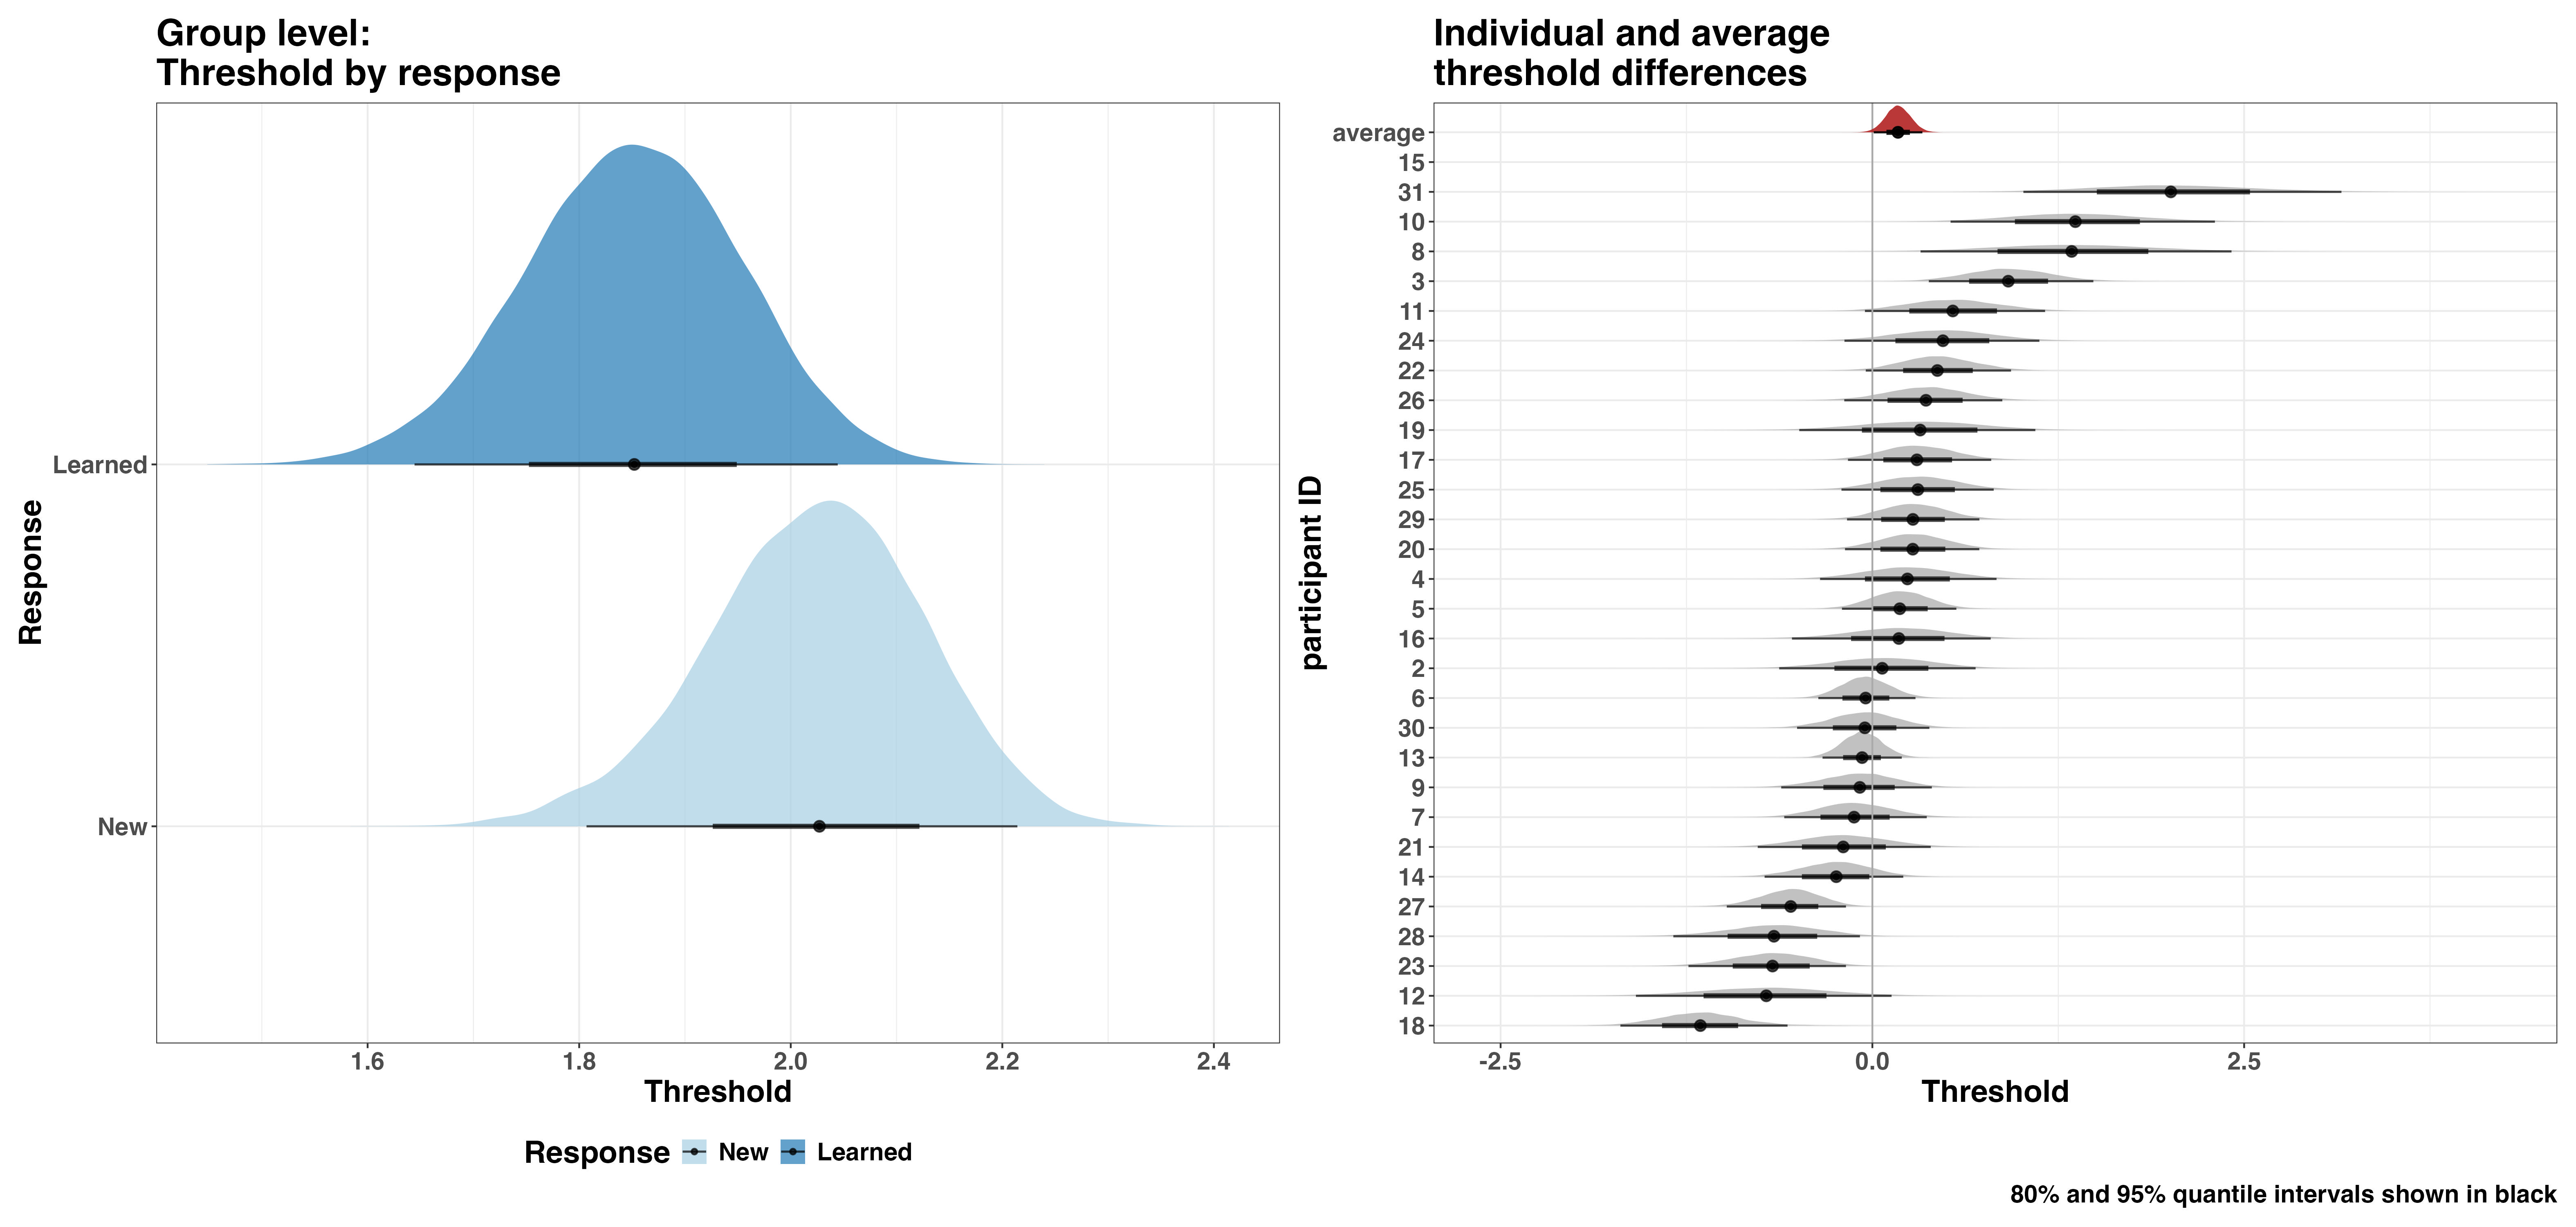 Group level:
Threshold by response
Response
Learned
New
1.6
1.8
2.0
2.2
2.4
Threshold
Response New Learned
Individual and average
threshold differences
participant ID
average
15
31
10
8
3
11
24
22
26
19
17
25
29
20
4
5
16
2
6
30
13
9
7
21
14
27
28
23
12
18
-2.5
0.0
2.5
Threshold
80% and 95% quantile intervals shown in black